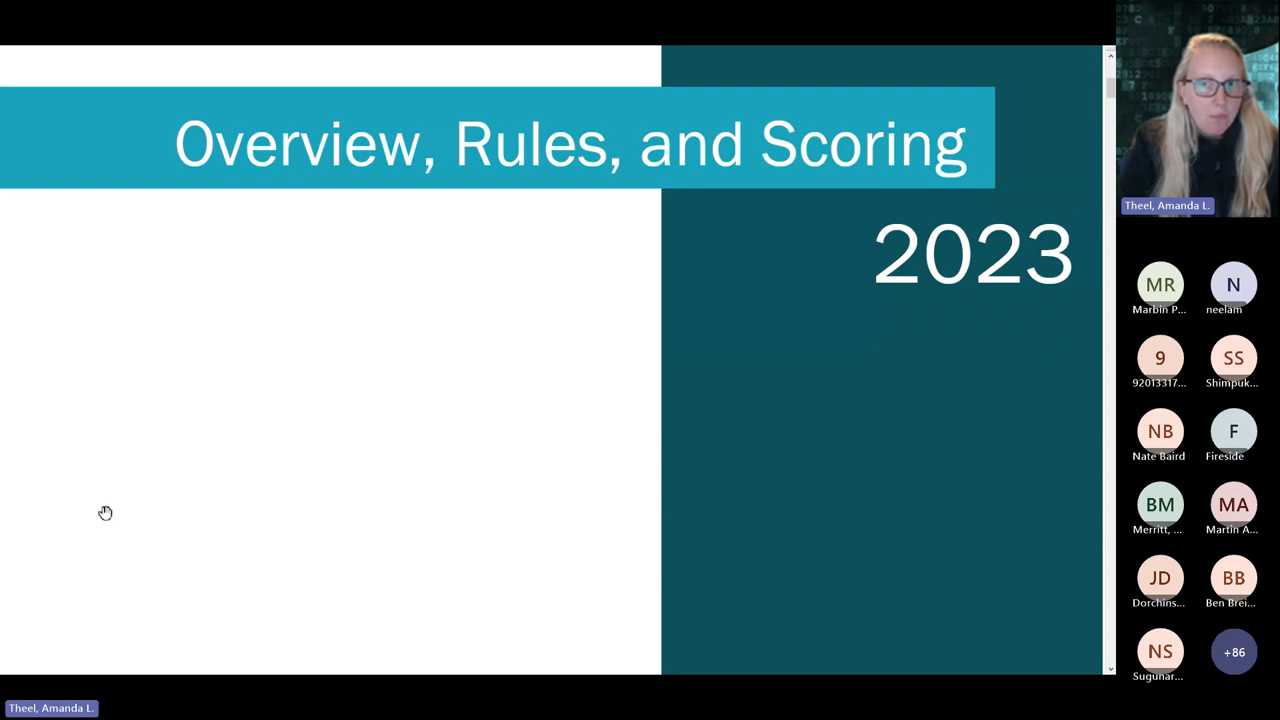 Overview, Rules, and Scoring
2023
Theel, Amanda L.
MR
N
Marbin P...
neelam
9
SS
92013317...
Shimpuk...
NB
F
Nate Baird
Fireside
BM
MA
Merritt, ...
Martin A...
JD
BB
Dorchins...
Ben Brei...
NS
+86
Sugunar...
Theel, Amanda L.